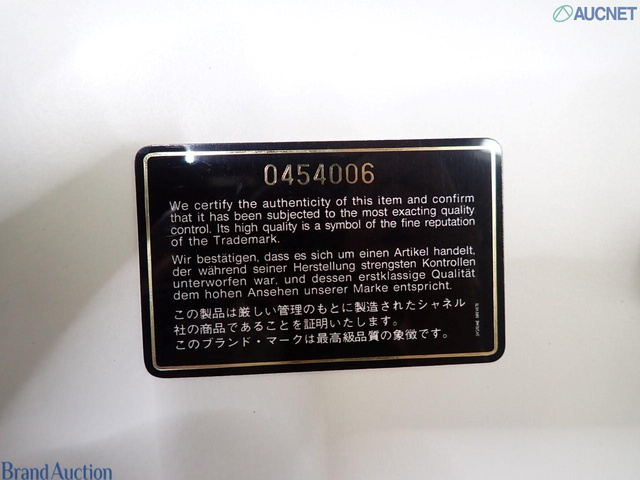 AUCNET
0454006
We certify the authenticity of this item and confirm
that it has been subjected to the most exacting quality
control. Its high quality is a symbol of the fine reputation
of the Trademark.
Wir bestätigen, dass es sich um einen Artikel handelt,
der während seiner Herstellung strengsten Kontrollen
unterworfen war, und dessen erstklassige Qualität
dem hohen Ansehen unserer Marke entspricht.
この製品は厳しい管理のもとに製造されたシャネル
社の商品であることを証明いたします。
このブランド・マークは最高級品質の象徴です。
Brand Auction